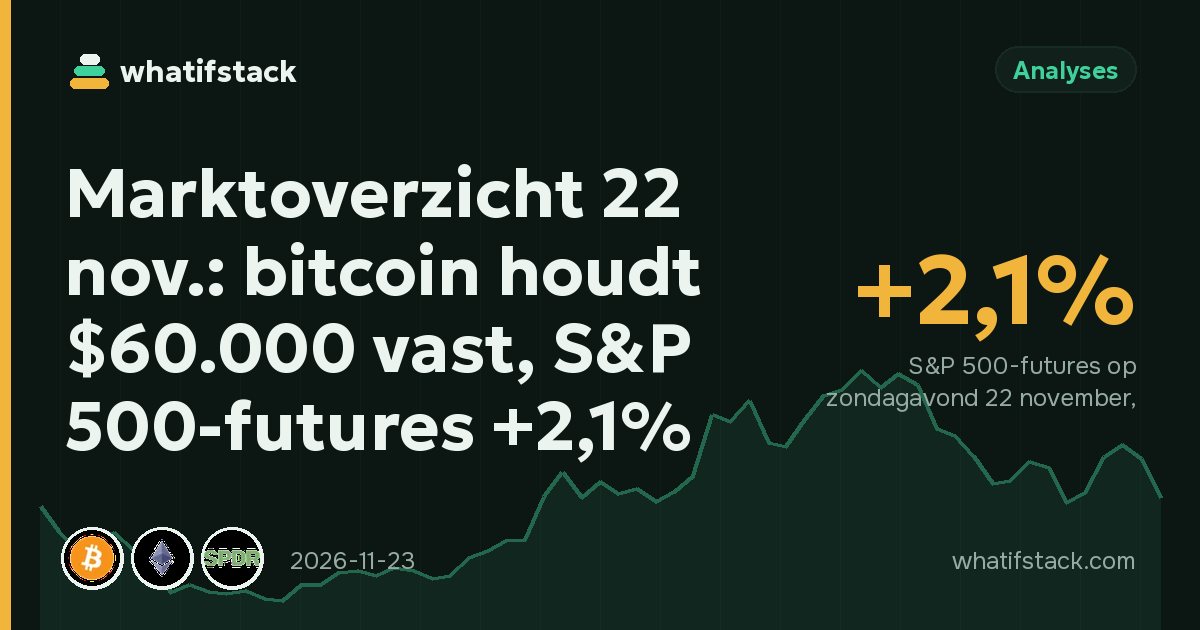 whatifstack
Analyses
Marktoverzicht 22
nov.: bitcoin houdt
$60.000 vast, S&P
500-futures +2,1%
+2,1%
S&P 500-futures op
zondagavond 22 november,
SPDR
2026-11-23
whatifstack.com